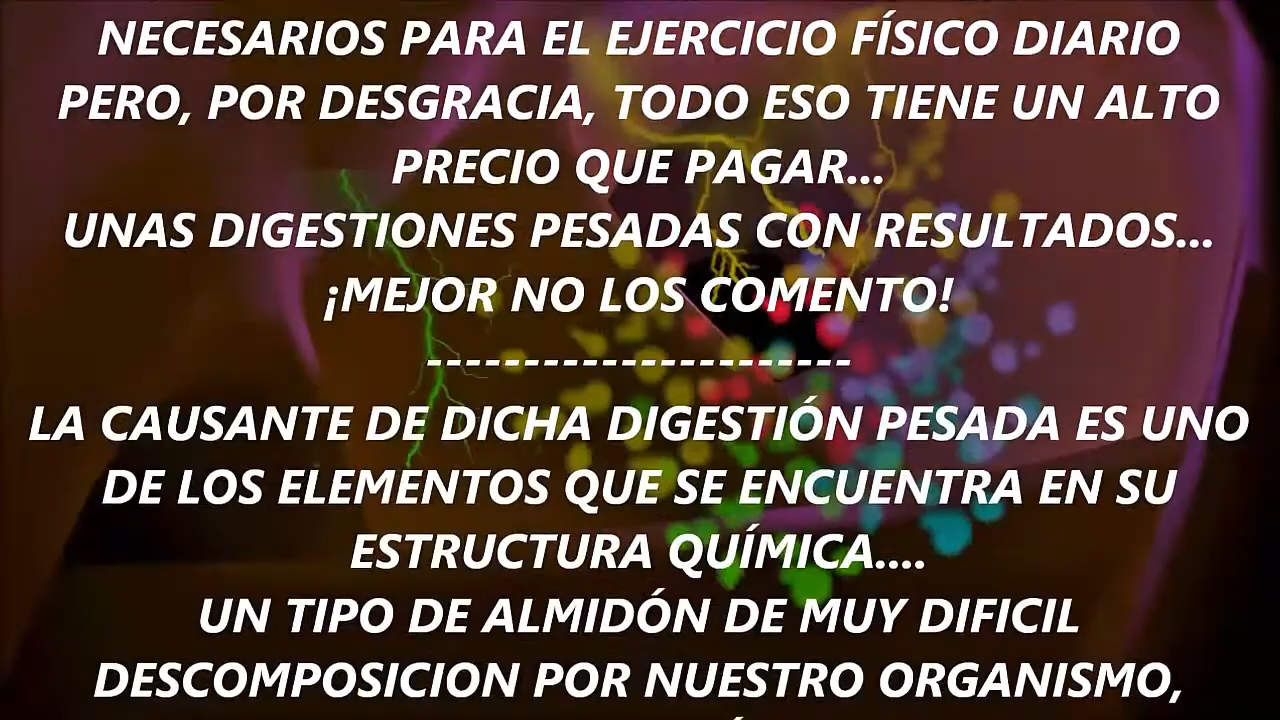 NECESARIOS PARA EL EJERCICIO FÍSICO DIARIO
PERO, POR DESGRACIA, TODO ESO TIENE UN ALTO
PRECIO QUE PAGAR...
UNAS DIGESTIONES PESADAS CON RESULTADOS...
¡MEJOR NO LOS COMENTO!
----------------------
LA CAUSANTE DE DICHA DIGESTIÓN PESADA ES UNO
DE LOS ELEMENTOS QUE SE ENCUENTRA EN SU
ESTRUCTURA QUÍMICA....
UN TIPO DE ALMIDÓN DE MUY DIFICIL
DESCOMPOSICION POR NUESTRO ORGANISMO,